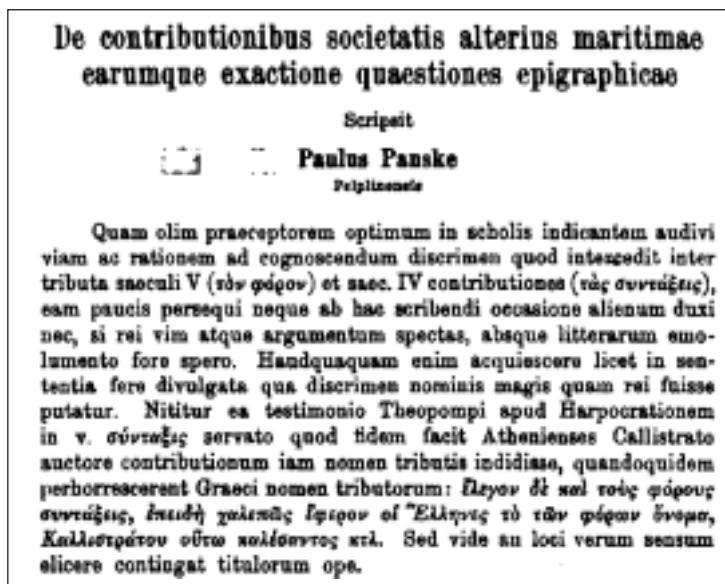 De contributionibus societatis alterius maritimae
earumque exactione quaestiones epigraphicae
Scripsit
Paulus Panske
Pelplinensis
Quam olim praeceptorem optimum in scholis indicantem audivi
viam ac rationem ad cognoscendum discrimen quod intercedit inter
tributa saeculi V (τὸν φόρον) et saec. IV contributiones (τὰς συντάξεις),
eam paucis persequi neque ab hac scribendi occasione alienum duxi
nec, si rei vim atque argumentum spectas, absque litterarum emo-
lumento fore spero. Haudquaquam enim acquiescere licet in sen-
tentia fere divulgata qua discrimen nominis magis quam rei fuisse
putatur. Nititur ea testimonio Theopompi apud Harpocrationem
in v. σύνταξις servato quod fidem facit Athenienses Callistrato
auctore contributionum iam nomen tributis indidisse, quandoquidem
perhorrescerent Graeci nomen tributorum: ἔλεγον δὲ καὶ τοὺς φόρους
συντάξεις, ἐπειδὴ χαλεπῶς ἔφερον οἱ Ἕλληνες τὸ τῶν φόρων ὄνομα,
Καλλιστράτου οὕτω καλέσαντος κτλ. Sed vide an loci verum sensum
elicere contingat titulorum ope.